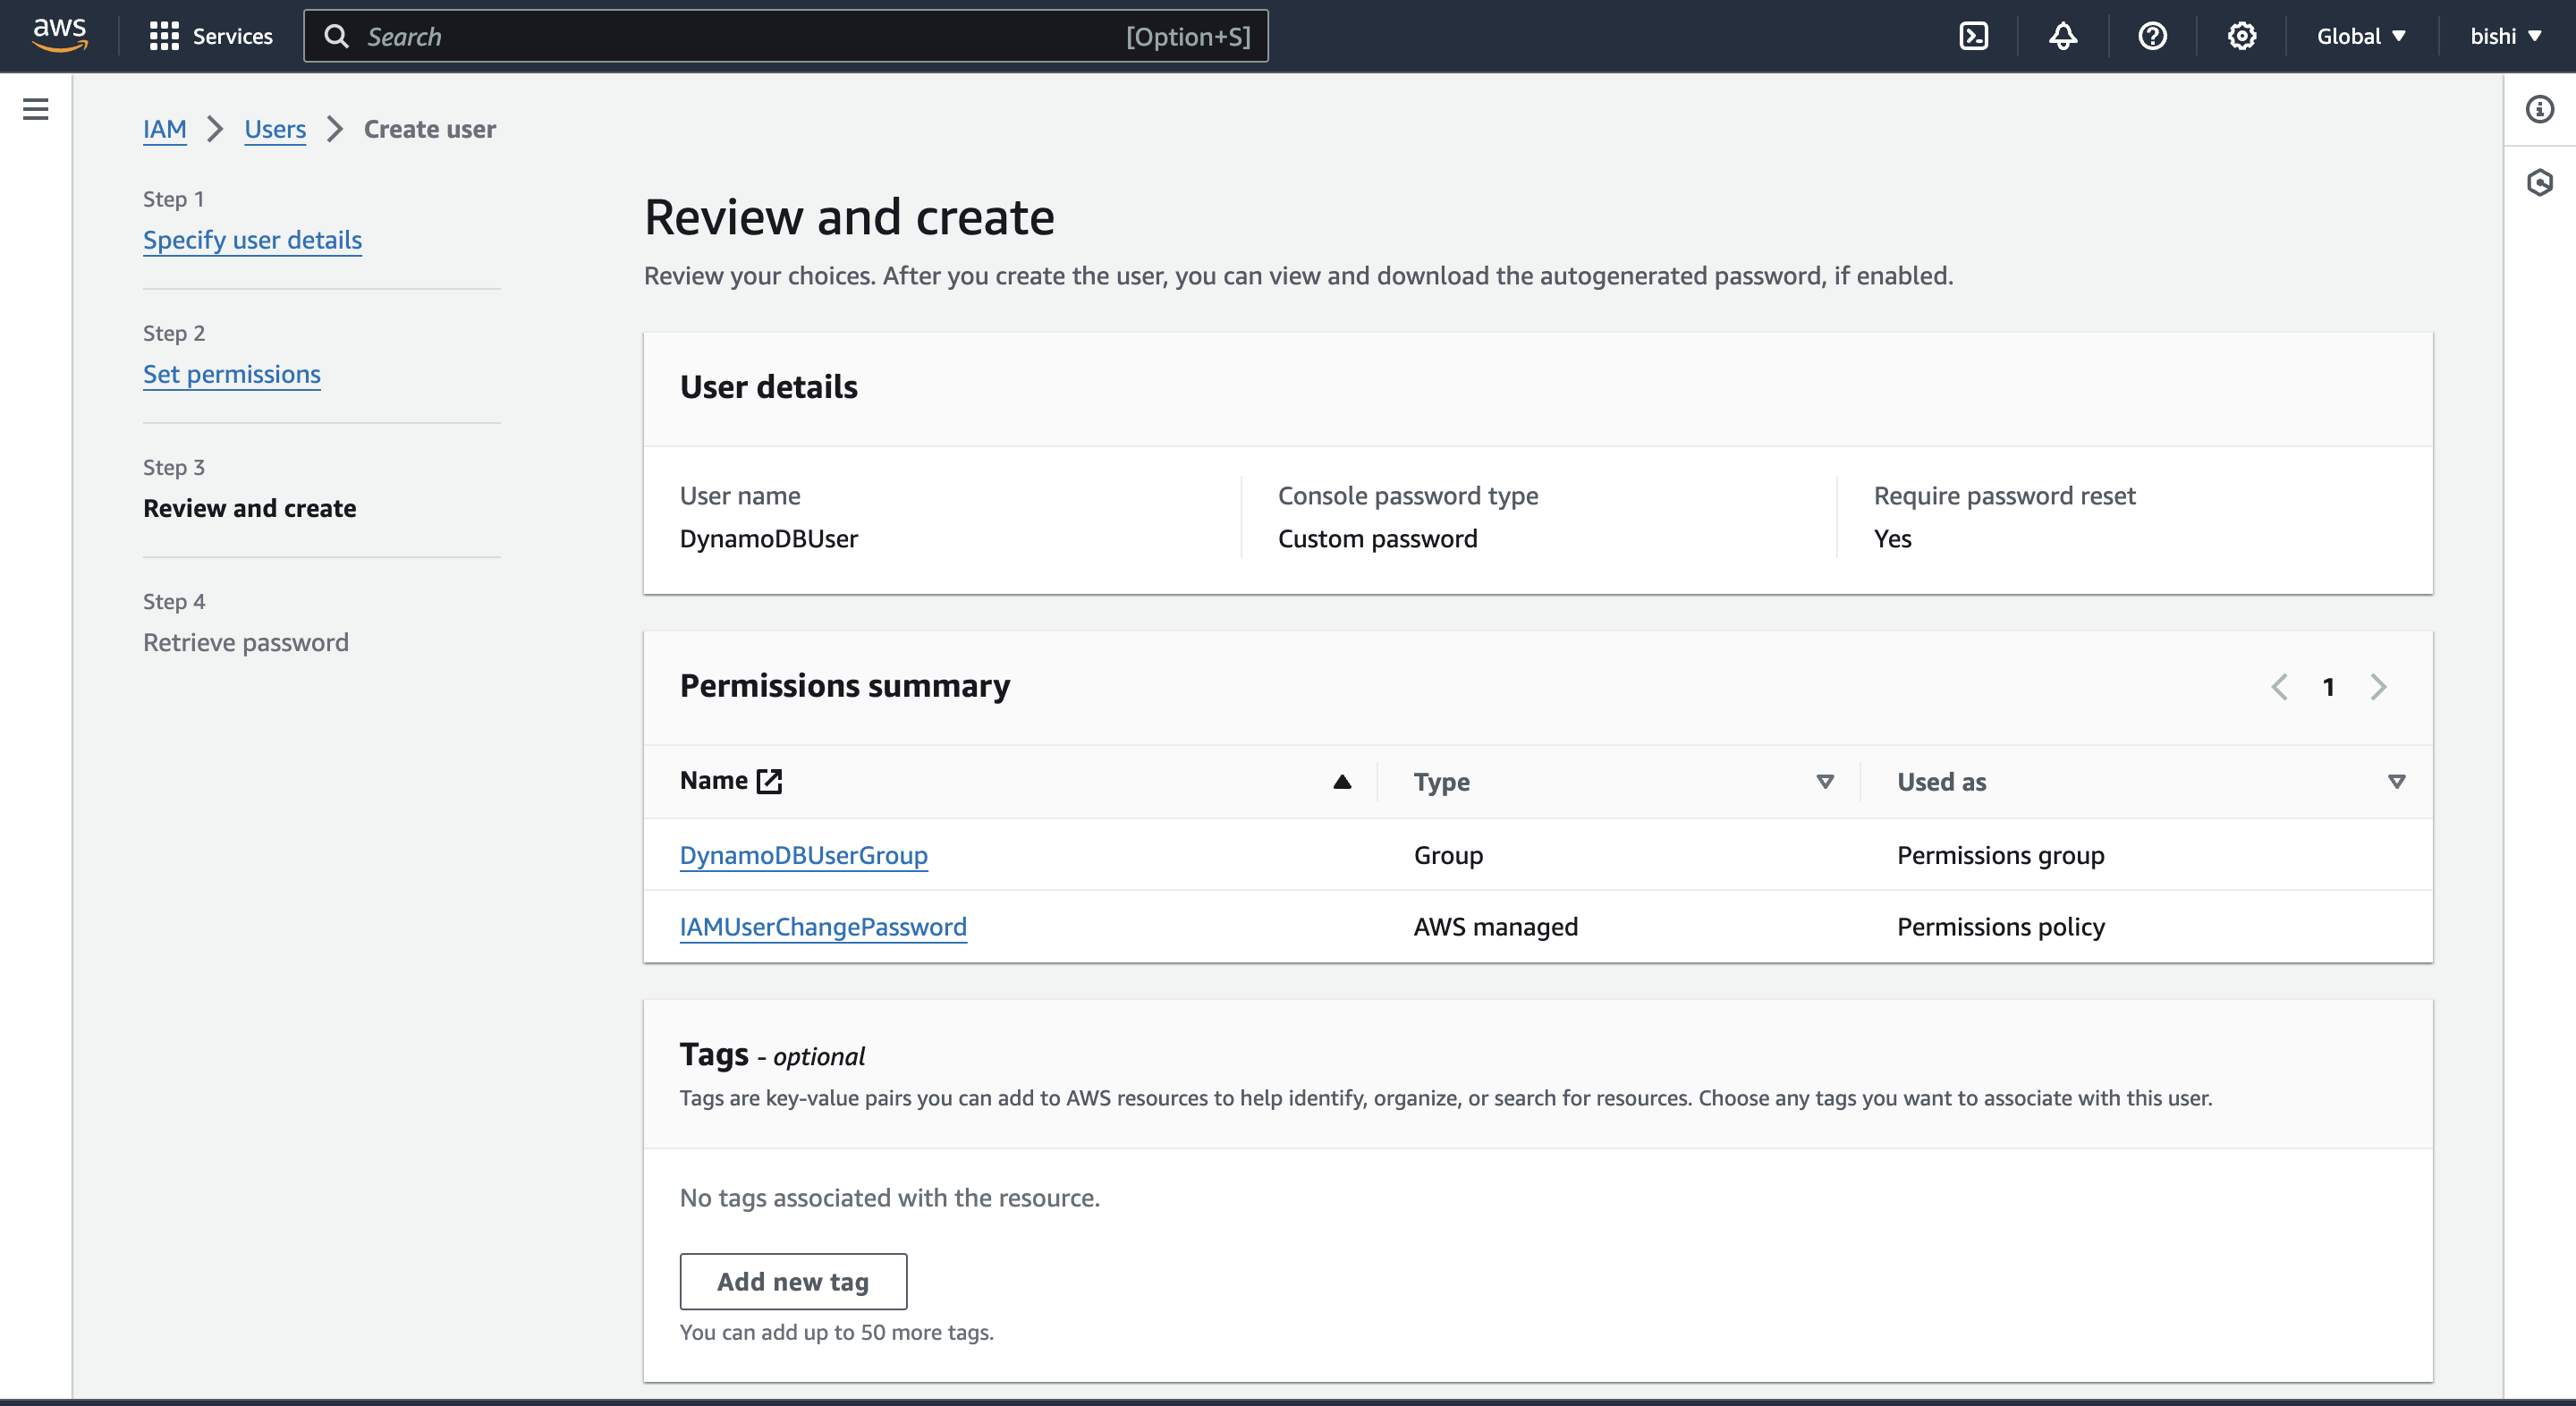 aws
Services
Search
[Option+S]
Global
bishi
IAM
Users
Create user
Step 1
Specify user details
Step 2
Set permissions
Step 3
Review and create
Step 4
Retrieve password
Review and create
Review your choices. After you create the user, you can view and download the autogenerated password, if enabled.
User details
User name
DynamoDBUser
Console password type
Custom password
Require password reset
Yes
Permissions summary
1
Name
Type
Used as
DynamoDBUserGroup
Group
Permissions group
IAMUserChangePassword
AWS managed
Permissions policy
Tags - optional
Tags are key-value pairs you can add to AWS resources to help identify, organize, or search for resources. Choose any tags you want to associate with this user.
No tags associated with the resource.
Add new tag
You can add up to 50 more tags.